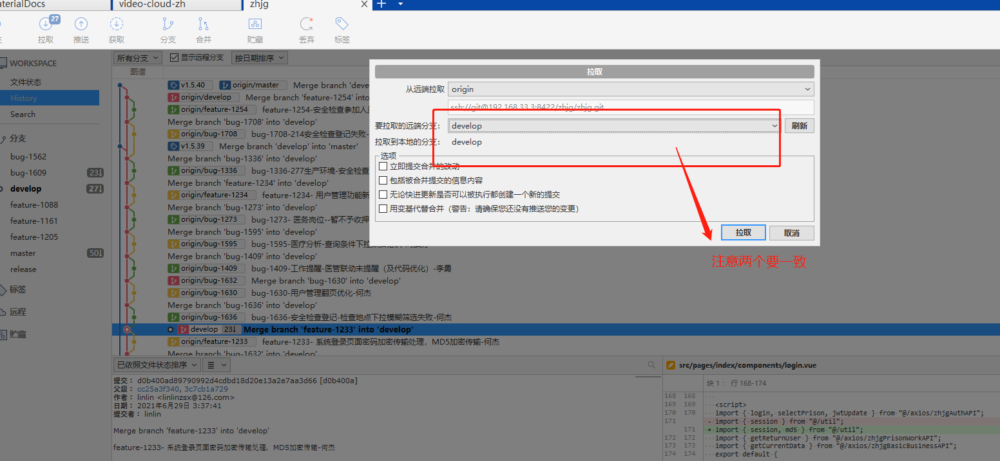 aterialDocs
video-cloud-zh
zhjg
27
拉取
推送
获取
分支
合并
贮藏
丢弃
标签
WORKSPACE
文件状态
History
Search
分支
bug-1562
bug-1609 23↓
develop 27↓
feature-1088
feature-1161
feature-1205
master 50↓
release
标签
远程
贮藏
所有分支 显示远程分支 按日期排序
图谱
v1.5.40 origin/master Merge branch 'deve
origin/develop Merge branch 'feature-1254' into
origin/feature-1254 feature-1254-安全检查参加人
Merge branch 'bug-1708' into 'develop'
origin/bug-1708 bug-1708-214安全检查登记失败-
v1.5.39 Merge branch 'develop' into 'master'
Merge branch 'bug-1336' into 'develop'
origin/bug-1336 bug-1336-277生产环境-安全检查
Merge branch 'feature-1234' into 'develop'
origin/feature-1234 feature-1234- 用户管理功能新
Merge branch 'bug-1273' into 'develop'
origin/bug-1273 bug-1273- 医务岗位--暂不予收押
Merge branch 'bug-1595' into 'develop'
origin/bug-1595 bug-1595-医疗分析-查询条件下拉
Merge branch 'bug-1409' into 'develop'
origin/bug-1409 bug-1409-工作提醒-医管联动未提醒（及代码优化）-李勇
origin/bug-1632 Merge branch 'bug-1630' into 'develop'
origin/bug-1630 bug-1630-用户管理翻页优化-何杰
Merge branch 'bug-1636' into 'develop'
origin/bug-1636 bug-1636-安全检查登记-检查地点下拉模糊筛选失败-何杰
develop 23↓ Merge branch 'feature-1233' into 'develop'
origin/feature-1233 feature-1233- 系统登录页面密码加密传输处理，MD5加密传输-何杰
Merge branch 'bug-1632' into 'develop'
拉取
从远端拉取 origin
ssh://git@192.168.33.3:8422/zhjg/zhjg.git
要拉取的远端分支： develop 刷新
拉取到本地的分支： develop
选项
立即提交合并的改动
包括被合并提交的信息内容
无论快进更新是否可以被执行都创建一个新的提交
用变基代替合并（警告：请确保您还没有推送您的变更）
拉取 取消
注意两个要一致
已依照文件状态排序
提交： d0b400ad89790992d4cdbd18d20e13a2e7aa3d66 [d0b400a]
父级： cc25a3f340, 3c7cb1a729
作者： linlin <linlinzsx@126.com>
日期： 2021年6月29日 3:37:41
提交者： linlin
Merge branch 'feature-1233' into 'develop'
feature-1233- 系统登录页面密码加密传输处理，MD5加密传输-何杰
src/pages/index/components/login.vue
块 1 ： 行 168-174
168 168
169 169 <script>
170 170 import { login, selectPrison, jwtUpdate } from "@/axios/zhjgAuthAPI";
171 - import { session } from "@/util";
171 + import { session, md5 } from "@/util";
172 172 import { getReturnUser } from "@/axios/zhjgPrisonWorkAPI";
173 173 import { getCurrentData } from "@/axios/zhjgBasicBusinessAPI";
174 174 export default {